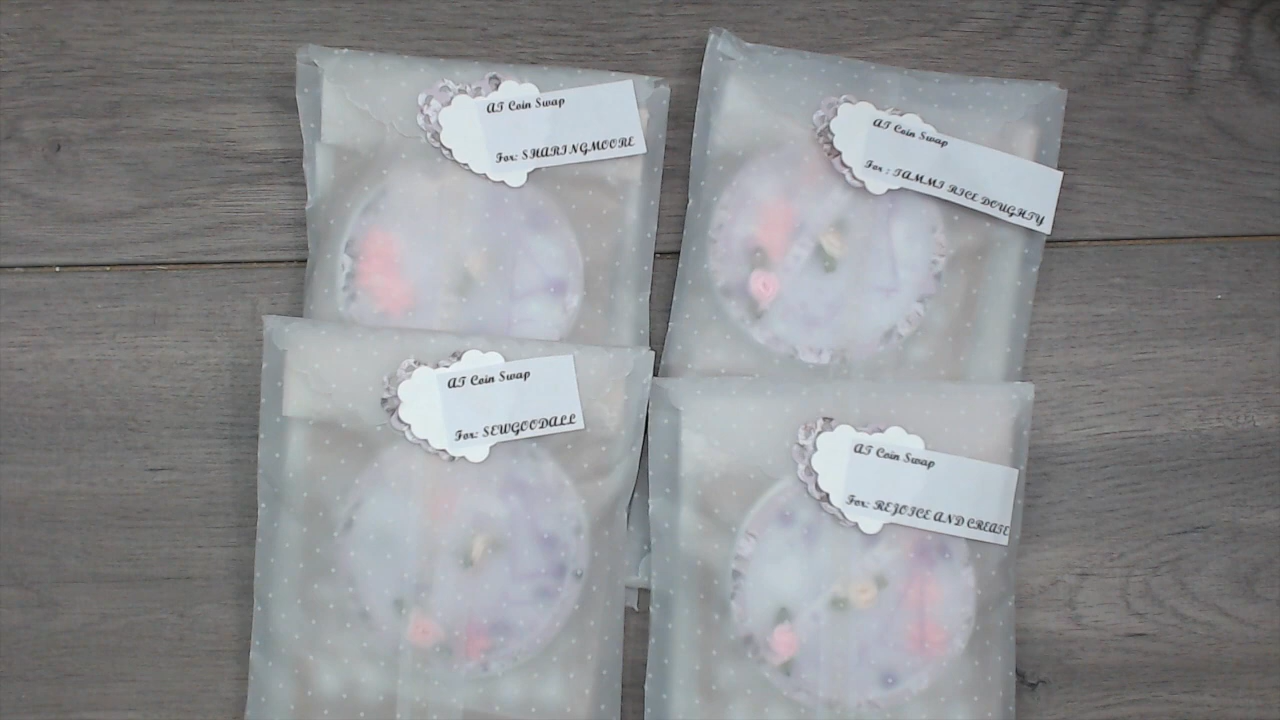 AT Coin Swap
For: SHARINGMOORE
AT Coin Swap
For : TAMMI RICE DOUGHTY
AT Coin Swap
For: SEWGOODALL
AT Coin Swap
For: REJOICE AND CREATE